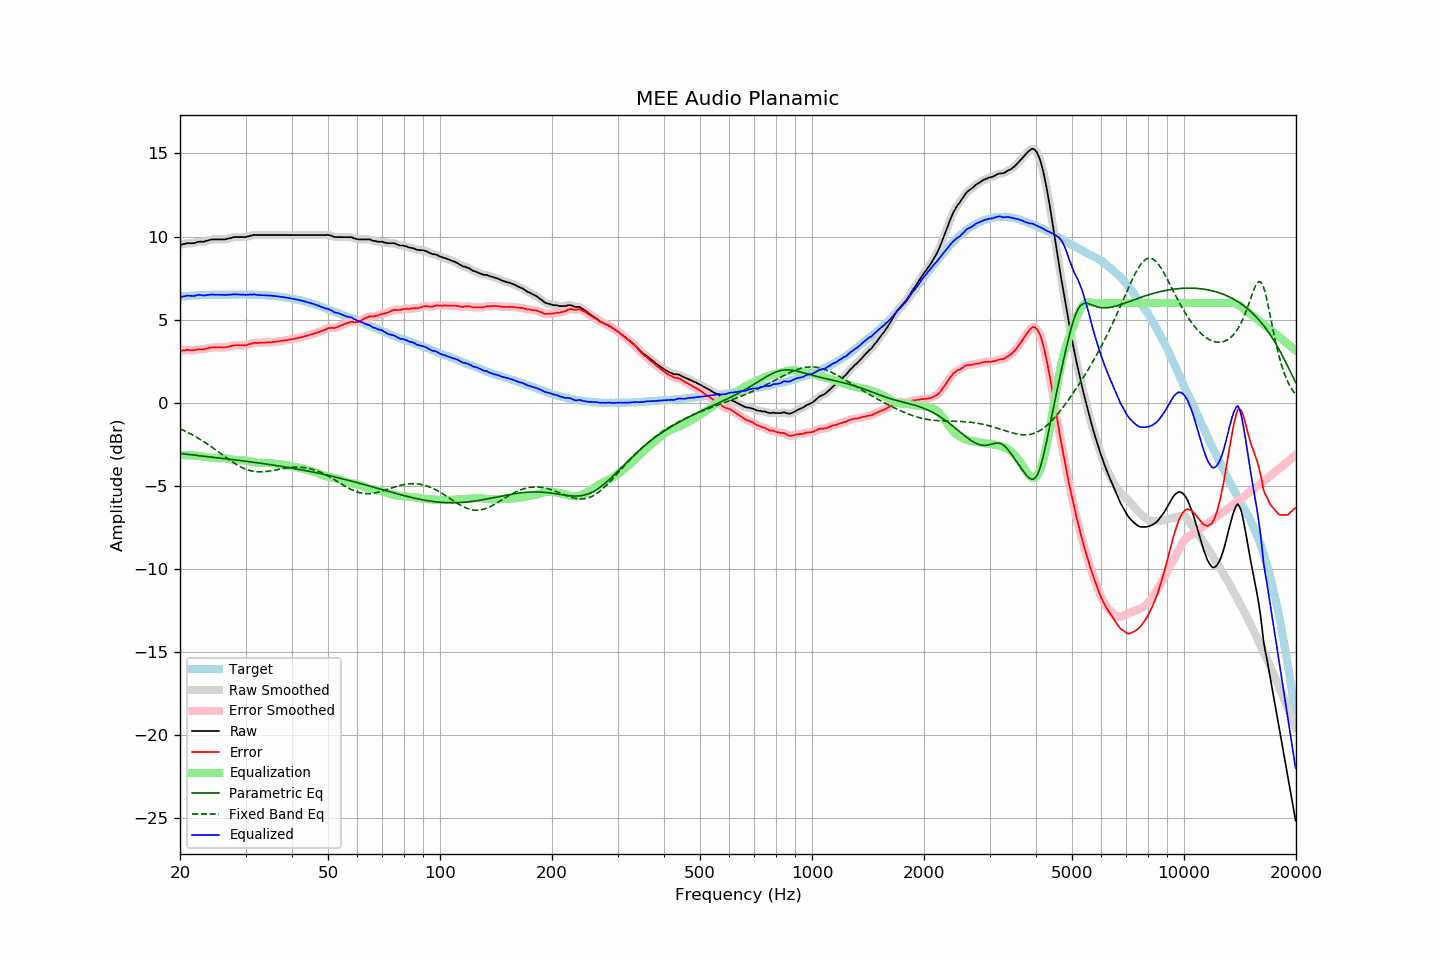 MEE Audio Planamic
Amplitude (dBr)
15
10
5
0
−5
−10
−15
−20
−25
Target
Raw Smoothed
Error Smoothed
Raw
Error
Equalization
Parametric Eq
Fixed Band Eq
Equalized
20 50 100 200 500 1000 2000 5000 10000 20000
Frequency (Hz)